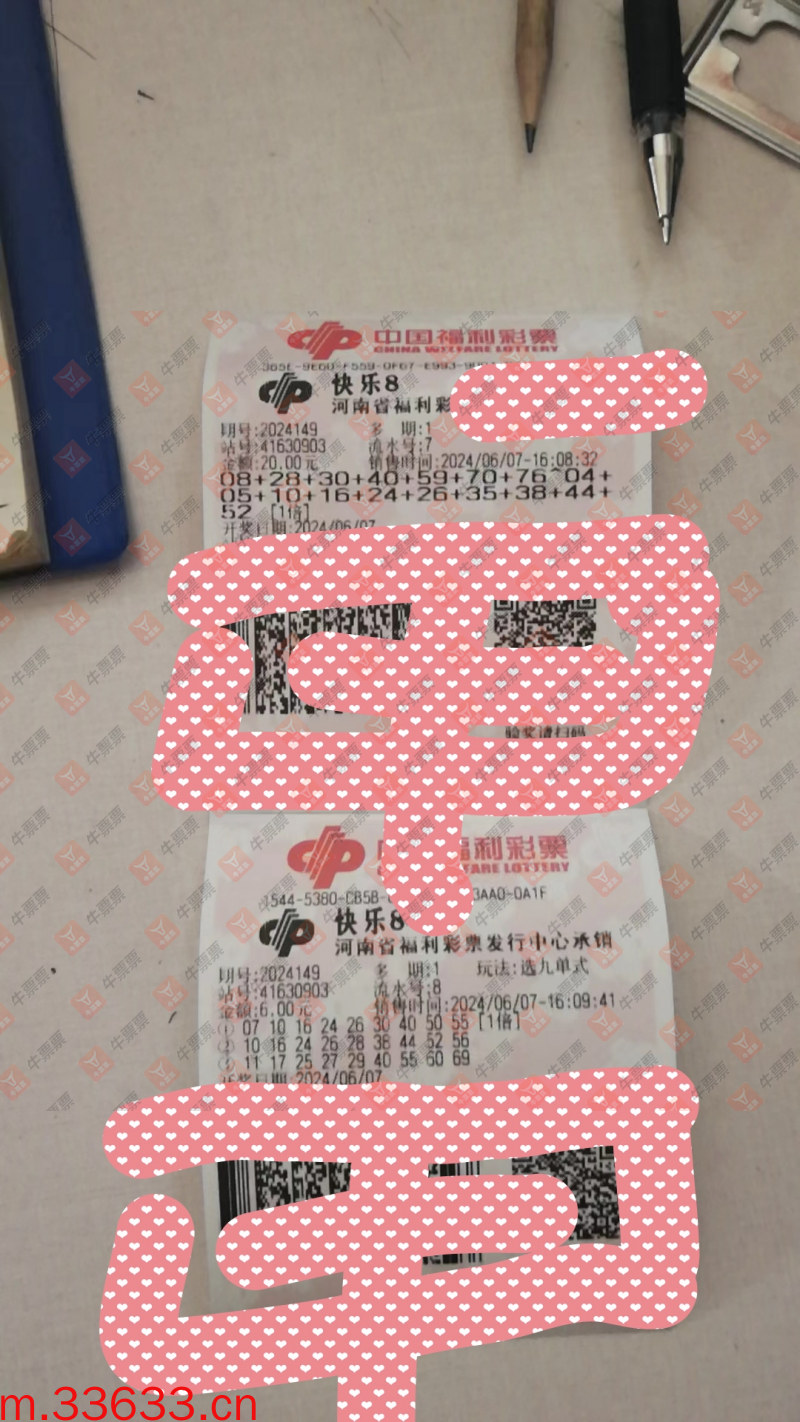 中国福利彩票
CHINA WELFARE LOTTERY
快乐8
河南省福利彩
期号:2024149 多 期:1
站号:41630903 流水号:7
金额:20.00元 销售时间:2024/06/07-16:08:32
08+28+30+40+59+70+76^04+
05+10+16+24+26+35+38+44+
52 [1倍]
开奖日期:2024/06/07
验奖请扫码
福利彩票
FARE LOTTERY
快乐8
河南省福利彩票发行中心承销
期号:2024149 多 期:1 玩法:选九单式
站号:41630903 流水号:8
金额:6.00元 销售时间:2024/06/07-16:09:41
① 07 10 16 24 26 30 40 50 55 [1倍]
② 10 16 24 26 28 38 44 52 56
③ 11 17 25 27 29 40 55 60 69
开奖日期:2024/06/07
牛票票
m.33633.cn